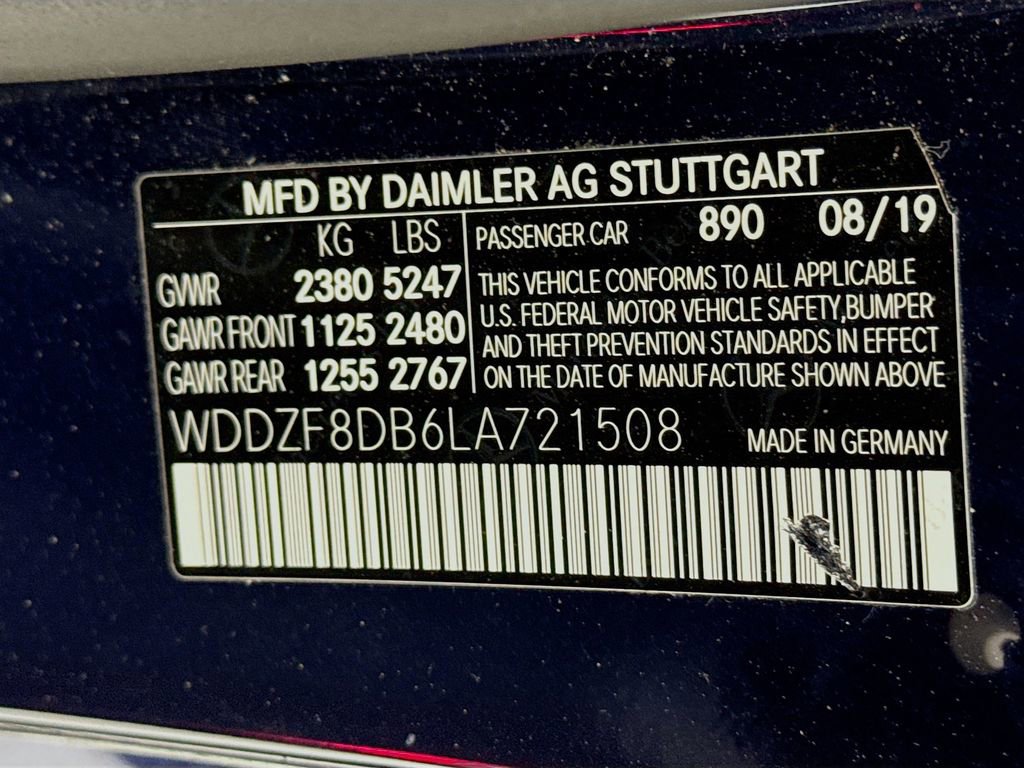 MFD BY DAIMLER AG STUTTGART
KG LBS
GVWR 2380 5247
GAWR FRONT 1125 2480
GAWR REAR 1255 2767
PASSENGER CAR 890 08/19
THIS VEHICLE CONFORMS TO ALL APPLICABLE
U.S. FEDERAL MOTOR VEHICLE SAFETY,BUMPER
AND THEFT PREVENTION STANDARDS IN EFFECT
ON THE DATE OF MANUFACTURE SHOWN ABOVE
WDDZF8DB6LA721508
MADE IN GERMANY